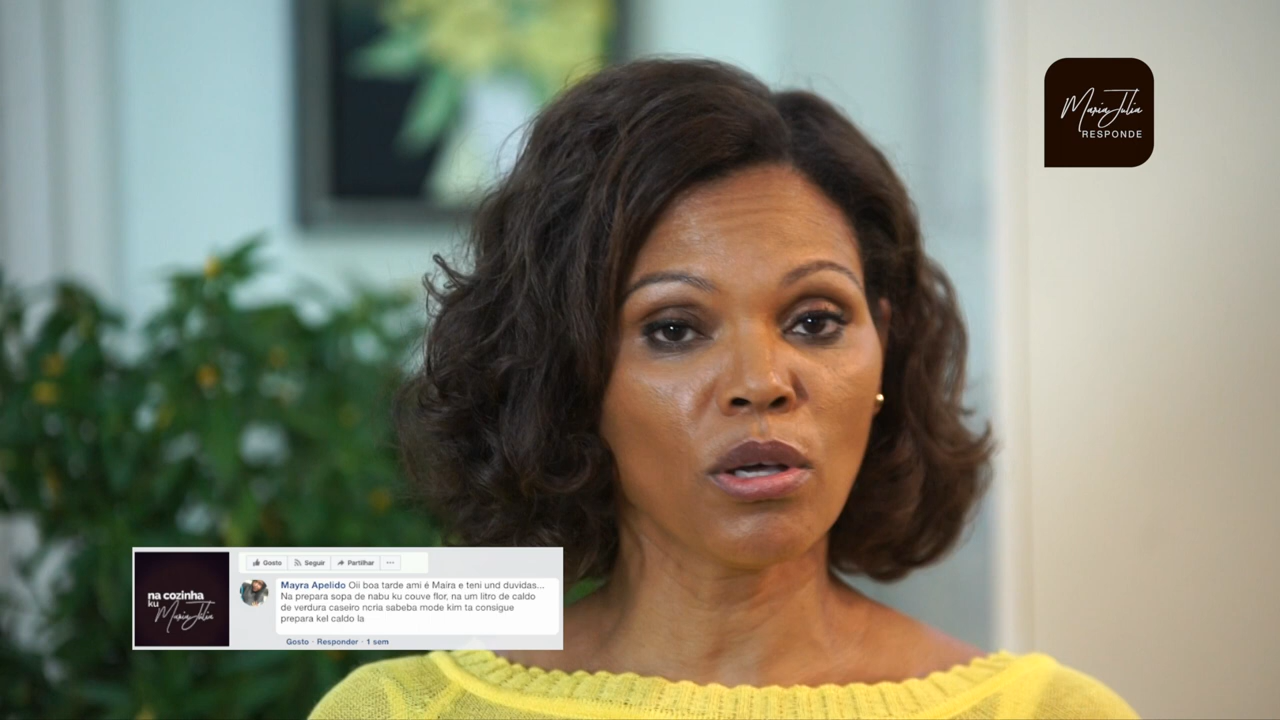 Maria Julia
RESPONDE
Gosto Seguir Partilhar ...
na cozinha
ku
Maria Julia
Mayra Apelido Oii boa tarde ami é Maira e teni und duvidas...
Na prepara sopa de nabu ku couve flor, na um litro de caldo
de verdura caseiro ncria sabeba mode kim ta consigue
prepara kel caldo la
Gosto · Responder · 1 sem